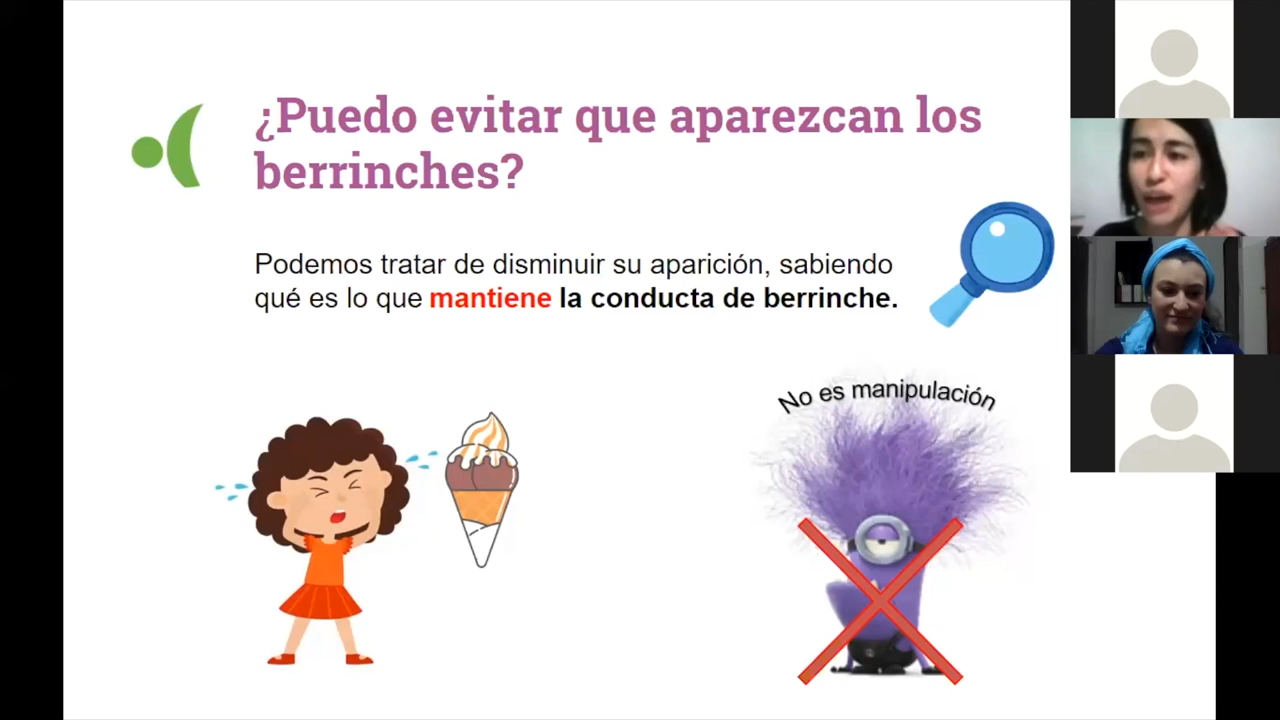 ¿Puedo evitar que aparezcan los
berrinches?
Podemos tratar de disminuir su aparición, sabiendo
qué es lo que mantiene la conducta de berrinche.
No es manipulación